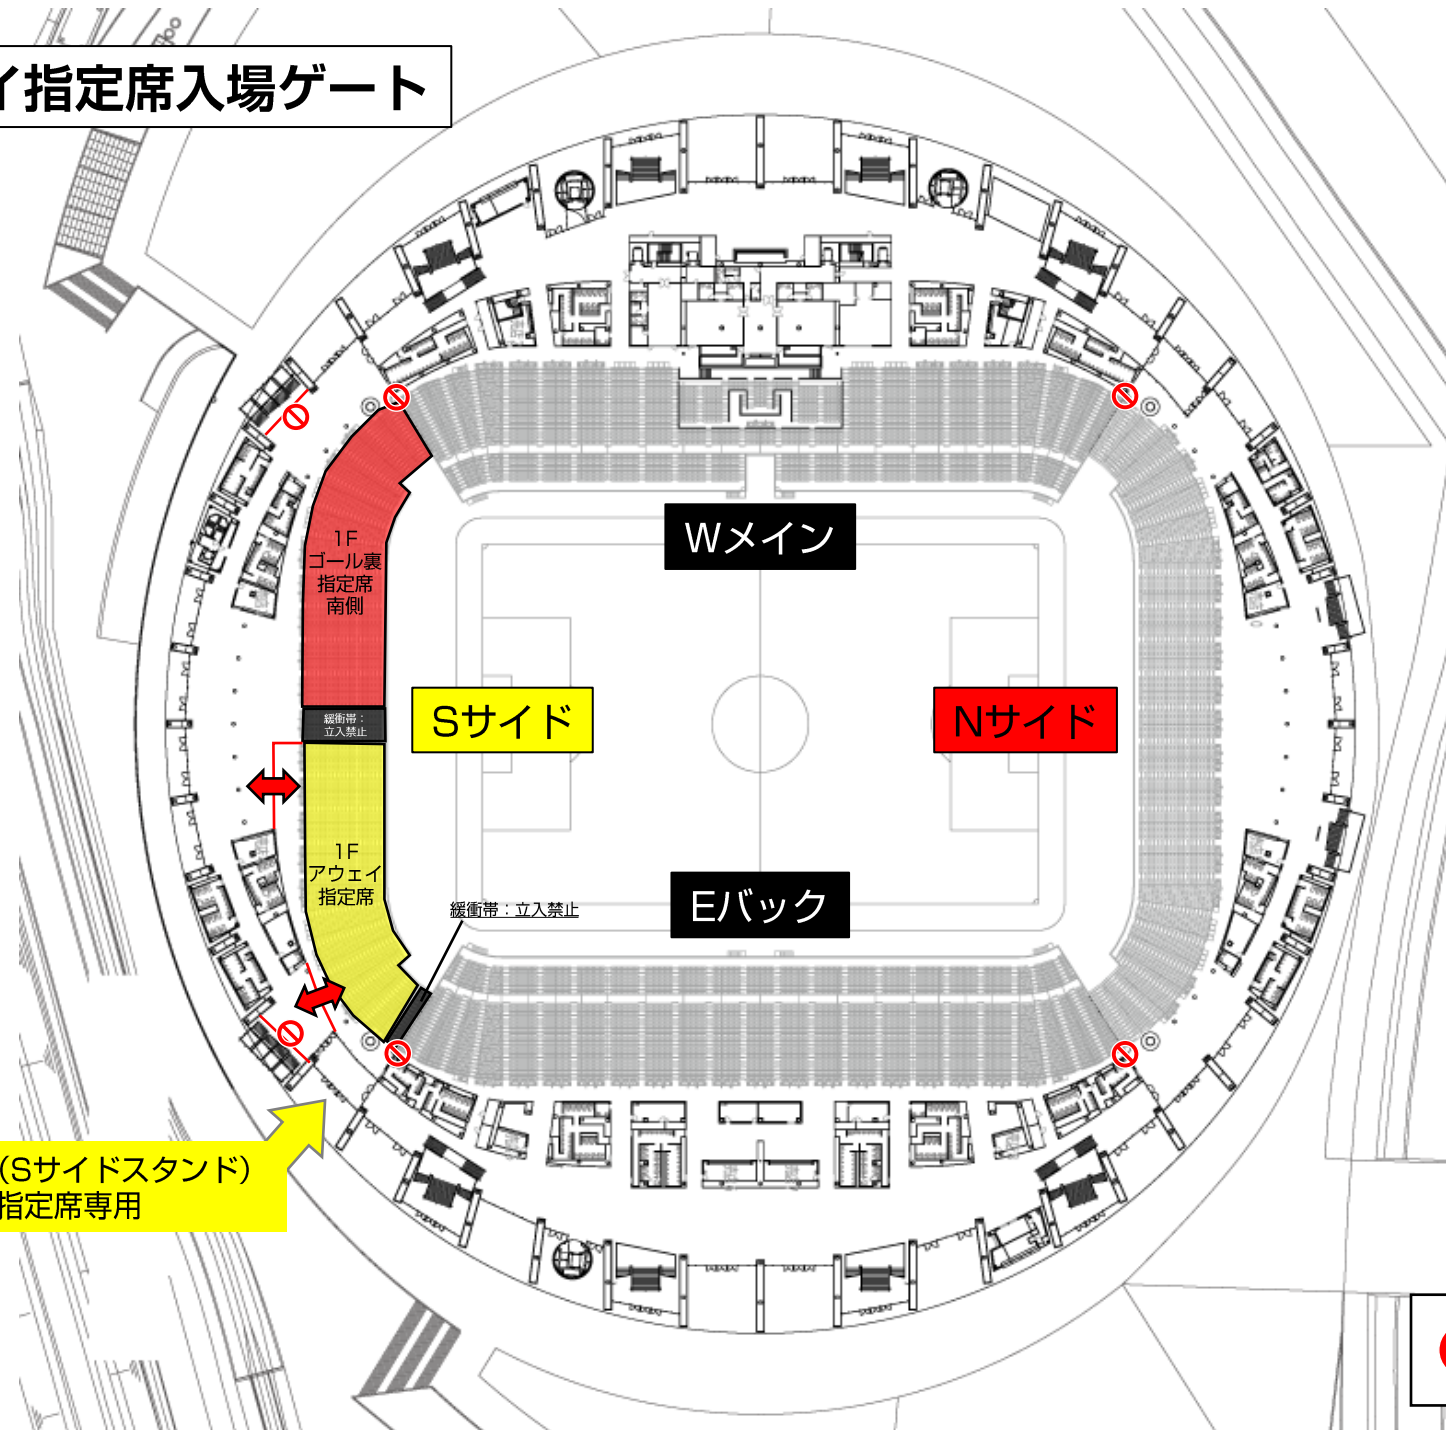 イ指定席入場ゲート
1F
ゴール裏
指定席
南側
Wメイン
Sサイド
Nサイド
緩衝帯：
立入禁止
1F
アウェイ
指定席
Eバック
緩衝帯：立入禁止
（Sサイドスタンド）
指定席専用